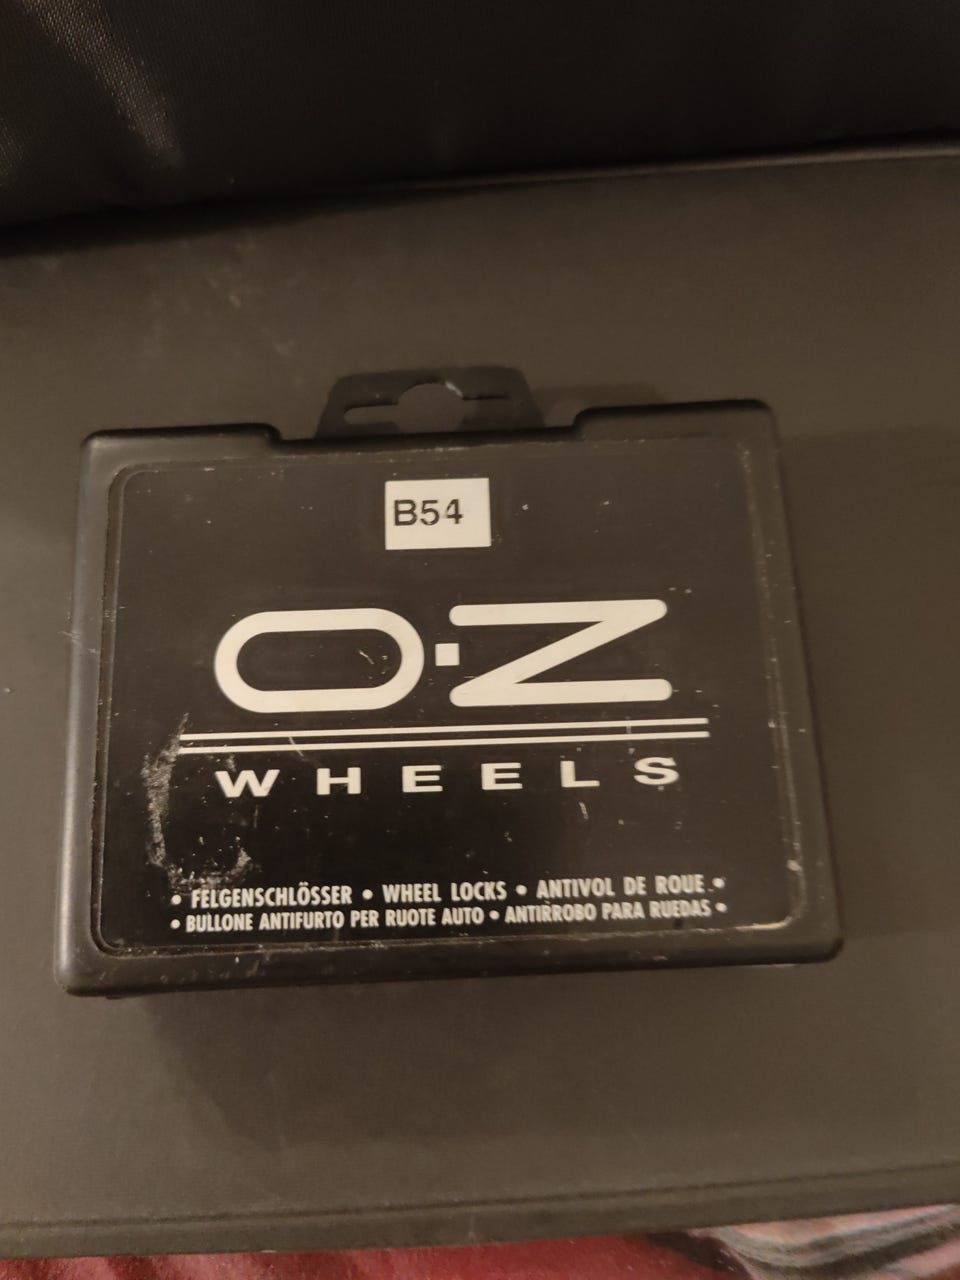 B54
O·Z
WHEELS
• FELGENSCHLÖSSER • WHEEL LOCKS • ANTIVOL DE ROUE •
• BULLONE ANTIFURTO PER RUOTE AUTO • ANTIRROBO PARA RUEDAS •